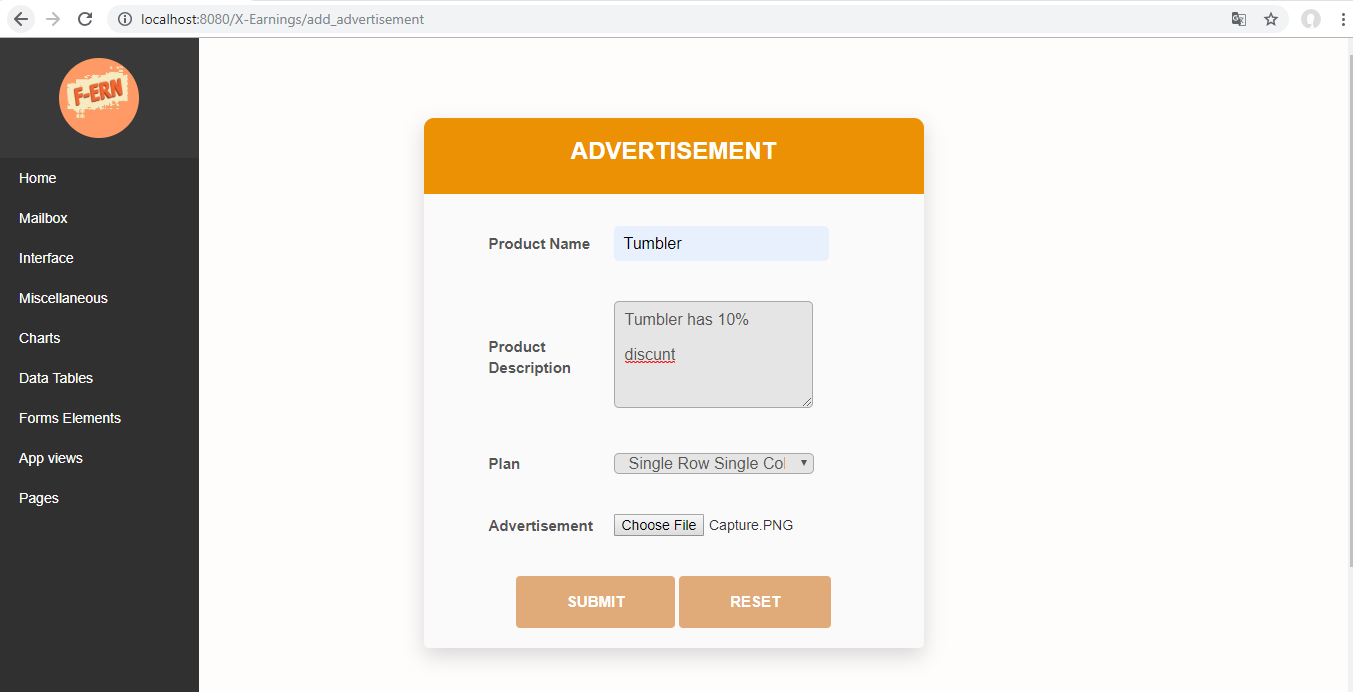 localhost:8080/X-Earnings/add_advertisement
F-ERN
Home
Mailbox
Interface
Miscellaneous
Charts
Data Tables
Forms Elements
App views
Pages
ADVERTISEMENT
Product Name
Tumbler
Product
Description
Tumbler has 10%
discunt
Plan
Single Row Single Col
Advertisement
Choose File Capture.PNG
SUBMIT
RESET